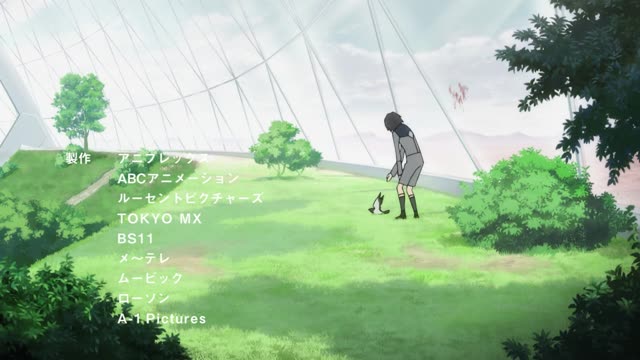 製作 アニプレックス
ABCアニメーション
ルーセントピクチャーズ
TOKYO MX
BS11
メ〜テレ
ムービック
ローソン
A-1 Pictures